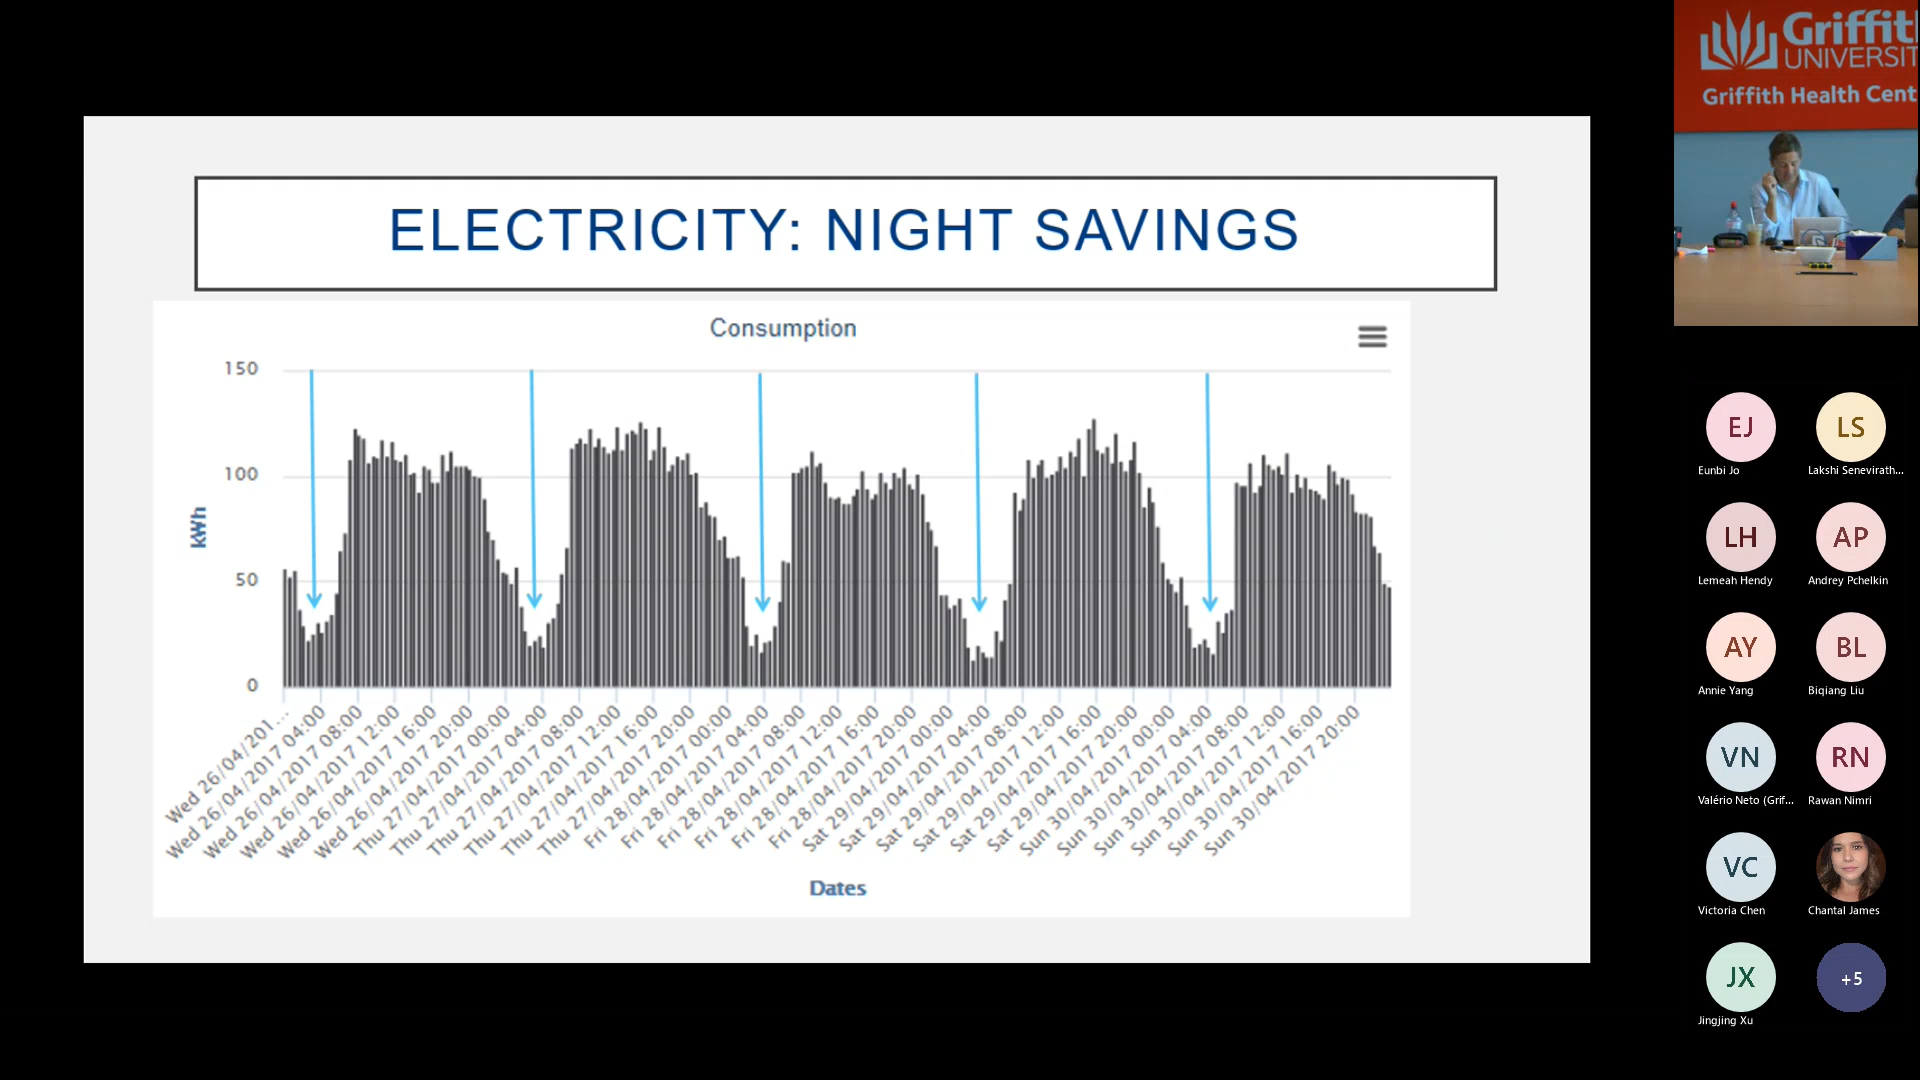 ELECTRICITY: NIGHT SAVINGS
Consumption
150
100
50
0
kWh
Wed 26/04/201...
Wed 26/04/2017 04:00
Wed 26/04/2017 08:00
Wed 26/04/2017 12:00
Wed 26/04/2017 16:00
Wed 26/04/2017 20:00
Thu 27/04/2017 00:00
Thu 27/04/2017 04:00
Thu 27/04/2017 08:00
Thu 27/04/2017 12:00
Thu 27/04/2017 16:00
Thu 27/04/2017 20:00
Fri 28/04/2017 00:00
Fri 28/04/2017 04:00
Fri 28/04/2017 08:00
Fri 28/04/2017 12:00
Fri 28/04/2017 16:00
Fri 28/04/2017 20:00
Sat 29/04/2017 00:00
Sat 29/04/2017 04:00
Sat 29/04/2017 08:00
Sat 29/04/2017 12:00
Sat 29/04/2017 16:00
Sat 29/04/2017 20:00
Sun 30/04/2017 00:00
Sun 30/04/2017 04:00
Sun 30/04/2017 08:00
Sun 30/04/2017 12:00
Sun 30/04/2017 16:00
Sun 30/04/2017 20:00
Dates
Griffit
UNIVERSIT
Griffith Health Cent
EJ
Eunbi Jo
LS
Lakshi Senevirath...
LH
Lemeah Hendy
AP
Andrey Pchelkin
AY
Annie Yang
BL
Biqiang Liu
VN
Valério Neto (Grif...
RN
Rawan Nimri
VC
Victoria Chen
Chantal James
JX
Jingjing Xu
+5